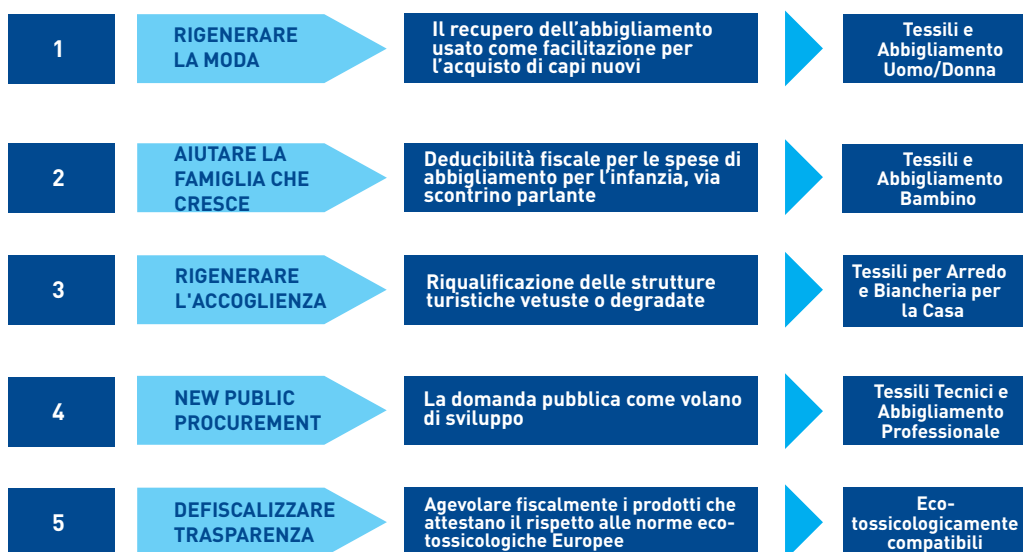 1
RIGENERARE
LA MODA
Il recupero dell'abbigliamento
usato come facilitazione per
l'acquisto di capi nuovi
Tessili e
Abbigliamento
Uomo/Donna
2
AIUTARE LA
FAMIGLIA CHE
CRESCE
Deducibilità fiscale per le spese di
abbigliamento per l'infanzia, via
scontrino parlante
Tessili e
Abbigliamento
Bambino
3
RIGENERARE
L'ACCOGLIENZA
Riqualificazione delle strutture
turistiche vetuste o degradate
Tessili per Arredo
e Biancheria per
la Casa
4
NEW PUBLIC
PROCUREMENT
La domanda pubblica come volano
di sviluppo
Tessili Tecnici e
Abbigliamento
Professionale
5
DEFISCALIZZARE
TRASPARENZA
Agevolare fiscalmente i prodotti che
attestano il rispetto alle norme eco-
tossicologiche Europee
Eco-
tossicologicamente
compatibili